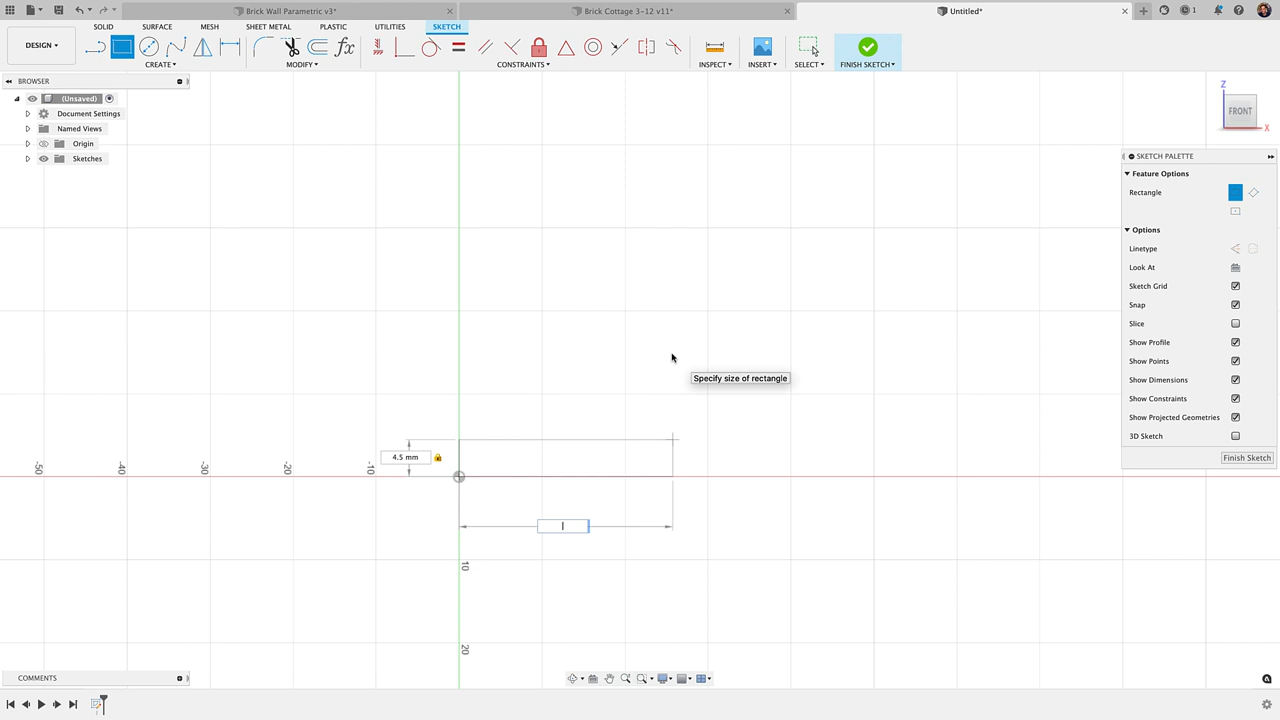 Brick Wall Parametric v3*
Brick Cottage 3-12 v11*
Untitled*
1
DESIGN
SOLID
SURFACE
MESH
SHEET METAL
PLASTIC
UTILITIES
SKETCH
CREATE
MODIFY
CONSTRAINTS
INSPECT
INSERT
SELECT
FINISH SKETCH
BROWSER
(Unsaved)
Document Settings
Named Views
Origin
Sketches
Z
FRONT
X
SKETCH PALETTE
Feature Options
Rectangle
Options
Linetype
Look At
Sketch Grid
Snap
Slice
Show Profile
Show Points
Show Dimensions
Show Constraints
Show Projected Geometries
3D Sketch
Finish Sketch
Specify size of rectangle
4.5 mm
-50
-40
-30
-20
-10
10
20
COMMENTS